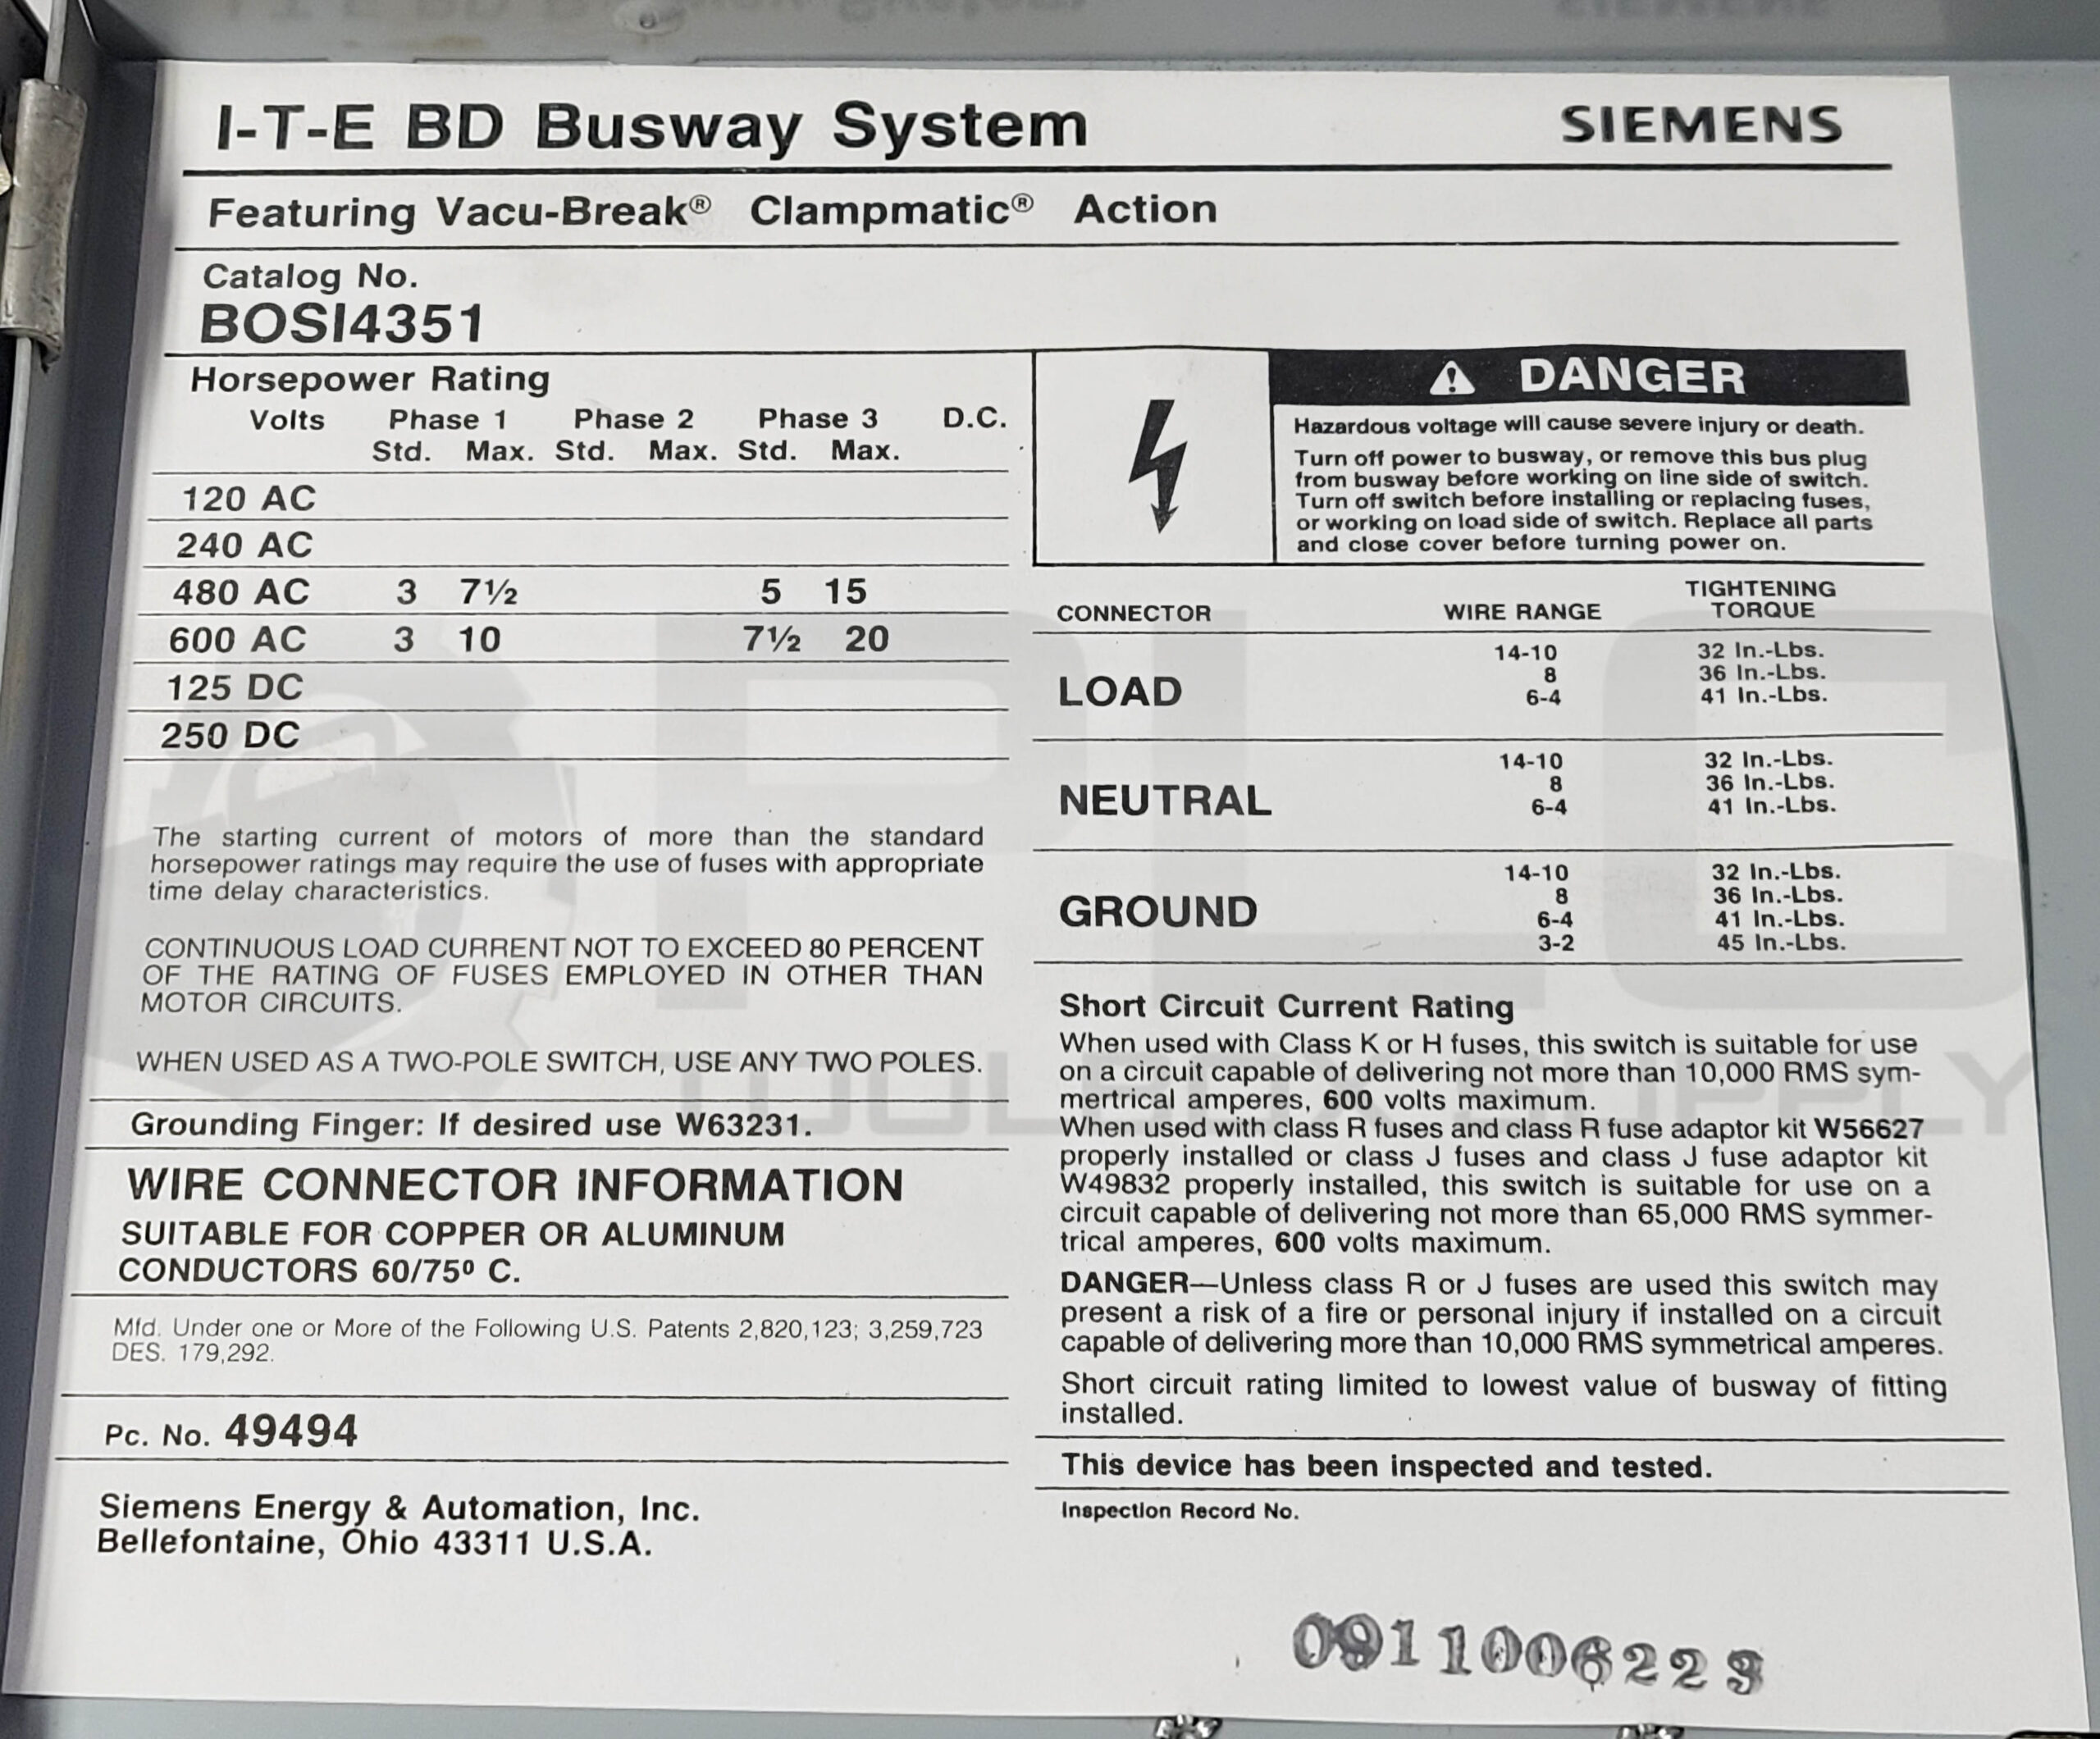 I-T-E BD Busway System
SIEMENS
Featuring Vacu-Break® Clampmatic® Action
Catalog No.
BOSI4351
Horsepower Rating
Volts Phase 1 Phase 2 Phase 3 D.C.
Std. Max. Std. Max. Std. Max.
120 AC
240 AC
480 AC 3 7½ 5 15
600 AC 3 10 7½ 20
125 DC
250 DC
The starting current of motors of more than the standard
horsepower ratings may require the use of fuses with appropriate
time delay characteristics.
CONTINUOUS LOAD CURRENT NOT TO EXCEED 80 PERCENT
OF THE RATING OF FUSES EMPLOYED IN OTHER THAN
MOTOR CIRCUITS.
WHEN USED AS A TWO-POLE SWITCH, USE ANY TWO POLES.
Grounding Finger: If desired use W63231.
WIRE CONNECTOR INFORMATION
SUITABLE FOR COPPER OR ALUMINUM
CONDUCTORS 60/75º C.
Mfd. Under one or More of the Following U.S. Patents 2,820,123; 3,259,723
DES. 179,292.
Pc. No. 49494
Siemens Energy & Automation, Inc.
Bellefontaine, Ohio 43311 U.S.A.
⚠ DANGER
Hazardous voltage will cause severe injury or death.
Turn off power to busway, or remove this bus plug
from busway before working on line side of switch.
Turn off switch before installing or replacing fuses,
or working on load side of switch. Replace all parts
and close cover before turning power on.
CONNECTOR WIRE RANGE TIGHTENING
TORQUE
LOAD
14-10 32 In.-Lbs.
8 36 In.-Lbs.
6-4 41 In.-Lbs.
NEUTRAL
14-10 32 In.-Lbs.
8 36 In.-Lbs.
6-4 41 In.-Lbs.
GROUND
14-10 32 In.-Lbs.
8 36 In.-Lbs.
6-4 41 In.-Lbs.
3-2 45 In.-Lbs.
Short Circuit Current Rating
When used with Class K or H fuses, this switch is suitable for use
on a circuit capable of delivering not more than 10,000 RMS sym-
mertrical amperes, 600 volts maximum.
When used with class R fuses and class R fuse adaptor kit W56627
properly installed or class J fuses and class J fuse adaptor kit
W49832 properly installed, this switch is suitable for use on a
circuit capable of delivering not more than 65,000 RMS symmer-
trical amperes, 600 volts maximum.
DANGER—Unless class R or J fuses are used this switch may
present a risk of a fire or personal injury if installed on a circuit
capable of delivering more than 10,000 RMS symmetrical amperes.
Short circuit rating limited to lowest value of busway of fitting
installed.
This device has been inspected and tested.
Inspection Record No.
0911006223
PLC
TOOLBOX SUPPLY